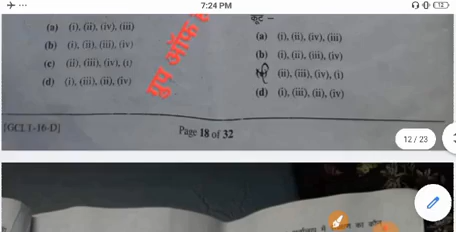 7:24 PM
(a) (i), (ii), (iv), (iii)
(b) (i), (ii), (iii), (iv)
(c) (ii), (iii), (iv), (i)
(d) (i), (iii), (ii), (iv)
ग्रुप ऑफ
कूट –
(a) (i), (ii), (iv), (iii)
(b) (i), (ii), (iii), (iv)
(ii), (iii), (iv), (i)
(d) (i), (iii), (ii), (iv)
[GCL1-16-D]
Page 18 of 32
12 / 23
का कौन